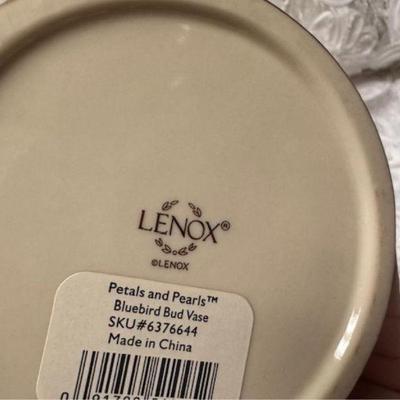 LENOX®
©LENOX
Petals and Pearls™
Bluebird Bud Vase
SKU#6376644
Made in China